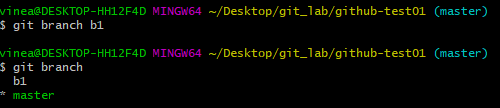 vinea@DESKTOP-HH12F4D MINGW64 ~/Desktop/git_lab/github-test01 (master)
$ git branch b1
vinea@DESKTOP-HH12F4D MINGW64 ~/Desktop/git_lab/github-test01 (master)
$ git branch
b1
* master